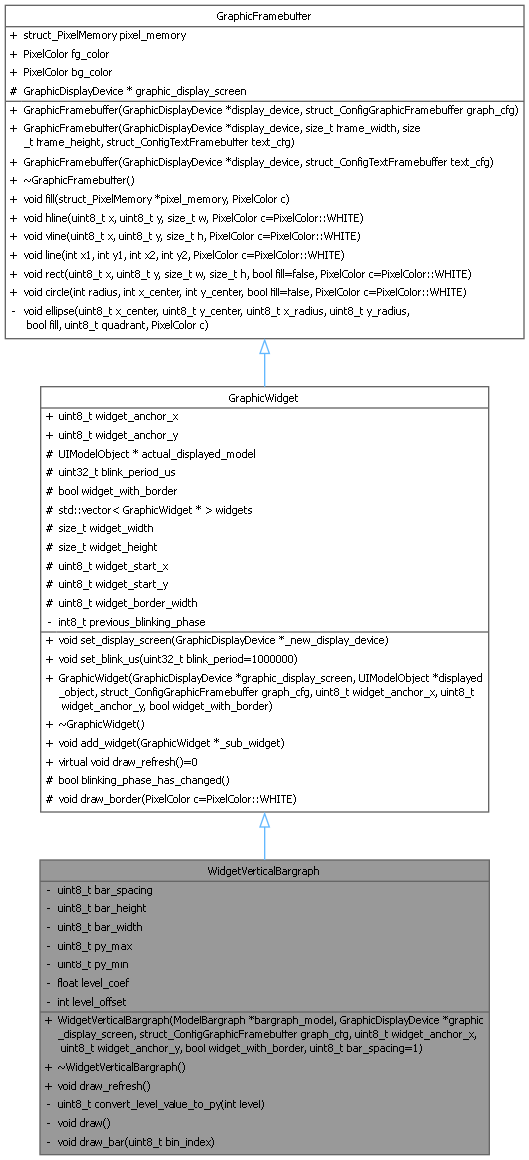 GraphicFramebuffer
+ struct_PixelMemory pixel_memory
+ PixelColor fg_color
+ PixelColor bg_color
# GraphicDisplayDevice * graphic_display_screen
+ GraphicFramebuffer(GraphicDisplayDevice *display_device, struct_ConfigGraphicFramebuffer graph_cfg)
+ GraphicFramebuffer(GraphicDisplayDevice *display_device, size_t frame_width, size
_t frame_height, struct_ConfigTextFramebuffer text_cfg)
+ GraphicFramebuffer(GraphicDisplayDevice *display_device, struct_ConfigTextFramebuffer text_cfg)
+ ~GraphicFramebuffer()
+ void fill(struct_PixelMemory *pixel_memory, PixelColor c)
+ void hline(uint8_t x, uint8_t y, size_t w, PixelColor c=PixelColor::WHITE)
+ void vline(uint8_t x, uint8_t y, size_t h, PixelColor c=PixelColor::WHITE)
+ void line(int x1, int y1, int x2, int y2, PixelColor c=PixelColor::WHITE)
+ void rect(uint8_t x, uint8_t y, size_t w, size_t h, bool fill=false, PixelColor c=PixelColor::WHITE)
+ void circle(int radius, int x_center, int y_center, bool fill=false, PixelColor c=PixelColor::WHITE)
- void ellipse(uint8_t x_center, uint8_t y_center, uint8_t x_radius, uint8_t y_radius,
bool fill, uint8_t quadrant, PixelColor c)
GraphicWidget
+ uint8_t widget_anchor_x
+ uint8_t widget_anchor_y
# UIModelObject * actual_displayed_model
# uint32_t blink_period_us
# bool widget_with_border
# std::vector< GraphicWidget * > widgets
# size_t widget_width
# size_t widget_height
# uint8_t widget_start_x
# uint8_t widget_start_y
# uint8_t widget_border_width
- int8_t previous_blinking_phase
+ void set_display_screen(GraphicDisplayDevice *_new_display_device)
+ void set_blink_us(uint32_t blink_period=1000000)
+ GraphicWidget(GraphicDisplayDevice *graphic_display_screen, UIModelObject *displayed
_object, struct_ConfigGraphicFramebuffer graph_cfg, uint8_t widget_anchor_x, uint8_t
widget_anchor_y, bool widget_with_border)
+ ~GraphicWidget()
+ void add_widget(GraphicWidget *_sub_widget)
+ virtual void draw_refresh()=0
# bool blinking_phase_has_changed()
# void draw_border(PixelColor c=PixelColor::WHITE)
WidgetVerticalBargraph
- uint8_t bar_spacing
- uint8_t bar_height
- uint8_t bar_width
- uint8_t py_max
- uint8_t py_min
- float level_coef
- int level_offset
+ WidgetVerticalBargraph(ModelBargraph *bargraph_model, GraphicDisplayDevice *graphic
_display_screen, struct_ConfigGraphicFramebuffer graph_cfg, uint8_t widget_anchor_x,
uint8_t widget_anchor_y, bool widget_with_border, uint8_t bar_spacing=1)
+ ~WidgetVerticalBargraph()
+ void draw_refresh()
- uint8_t convert_level_value_to_py(int level)
- void draw()
- void draw_bar(uint8_t bin_index)